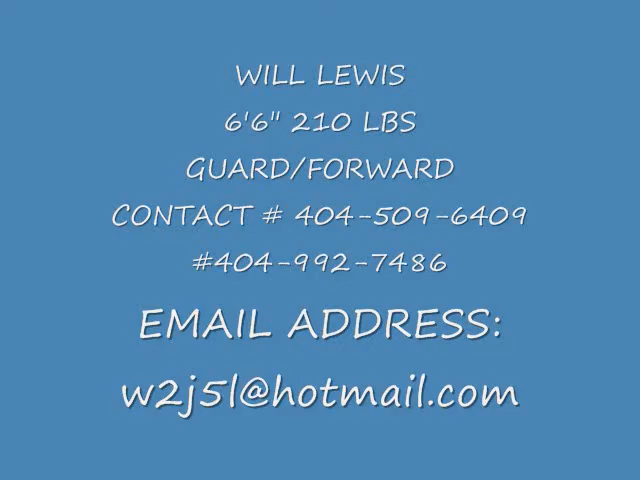 WILL LEWIS
6'6" 210 LBS
GUARD/FORWARD
CONTACT # 404-509-6409
#404-992-7486
EMAIL ADDRESS:
w2j5l@hotmail.com